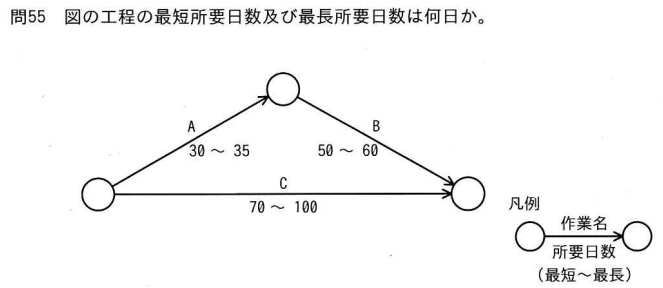 問55 図の工程の最短所要日数及び最長所要日数は何日か。
A
30 ～ 35
B
50 ～ 60
C
70 ～ 100
凡例
作業名
所要日数
（最短～最長）